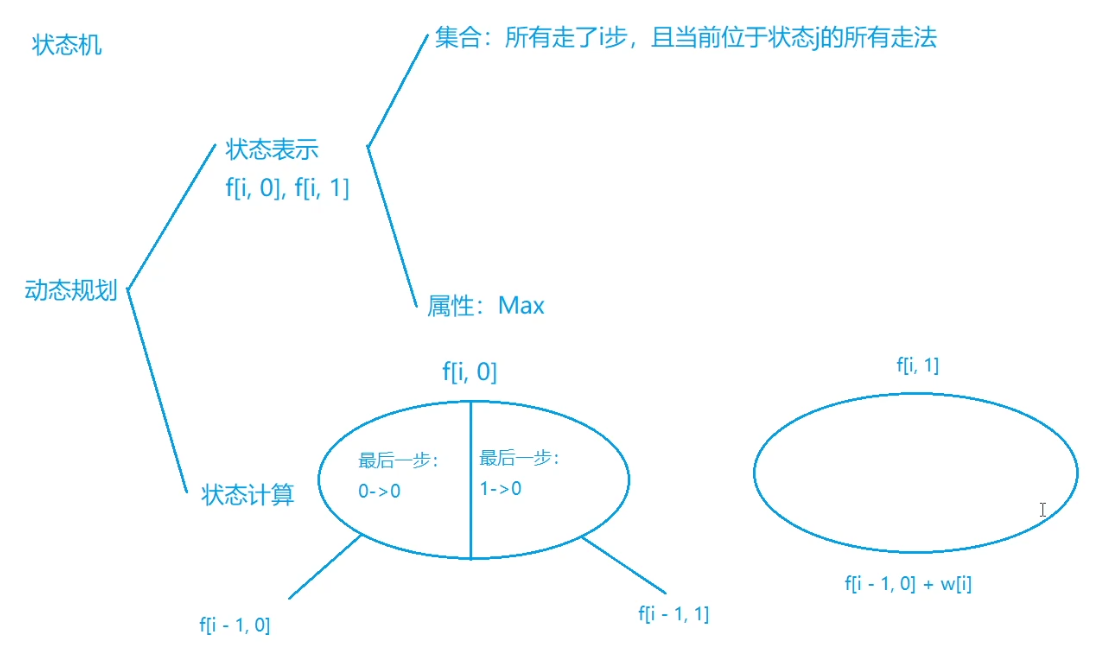 状态机
集合：所有走了i步，且当前位于状态j的所有走法
状态表示
f[i, 0], f[i, 1]
动态规划
属性：Max
f[i, 0]
f[i, 1]
最后一步：
0->0
最后一步：
1->0
状态计算
f[i - 1, 0]
f[i - 1, 1]
f[i - 1, 0] + w[i]